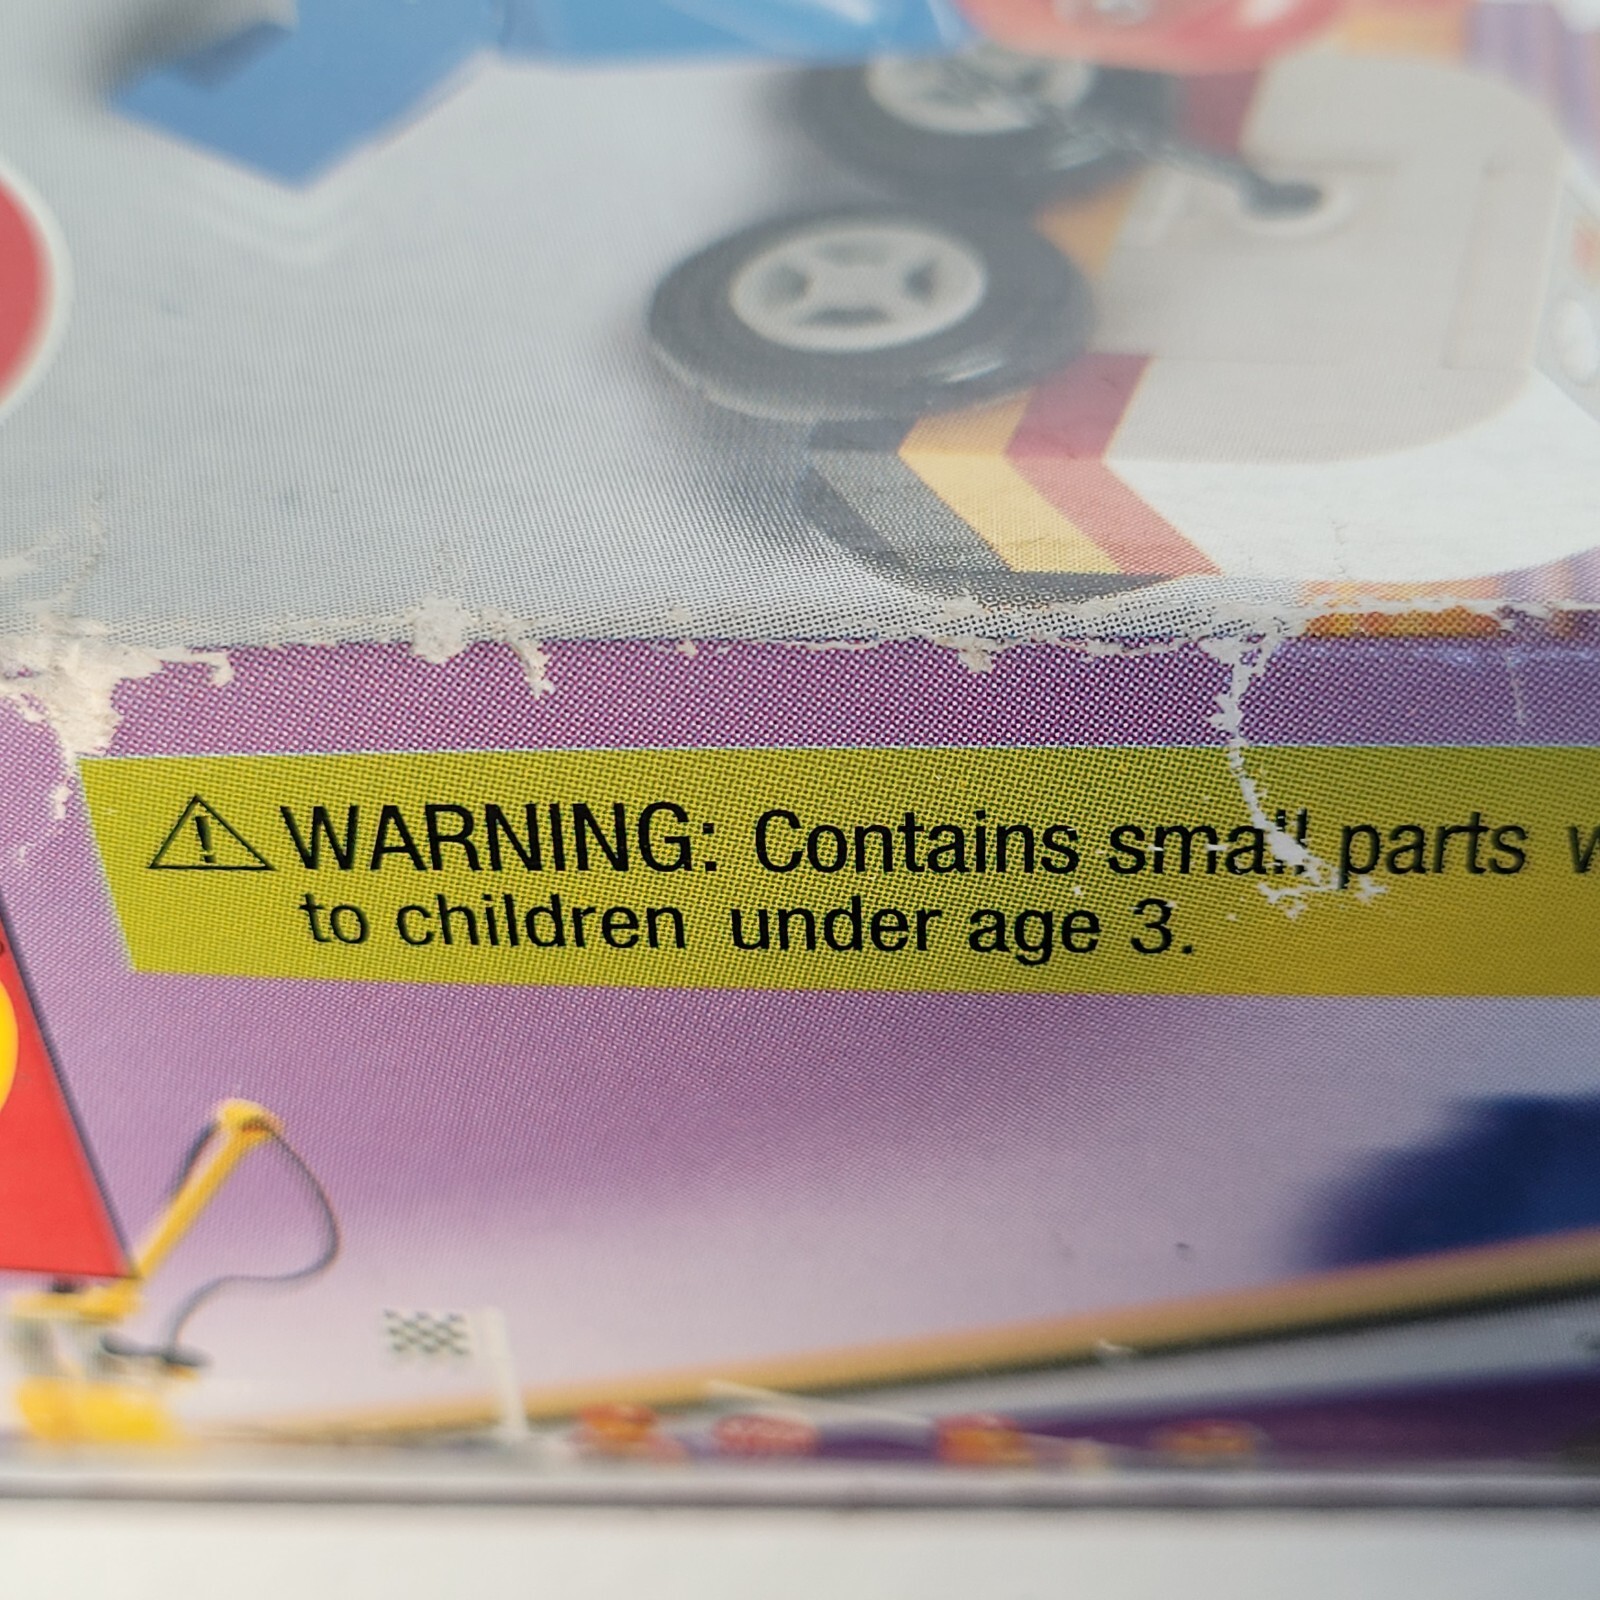 ⚠ WARNING: Contains small parts
to children under age 3.